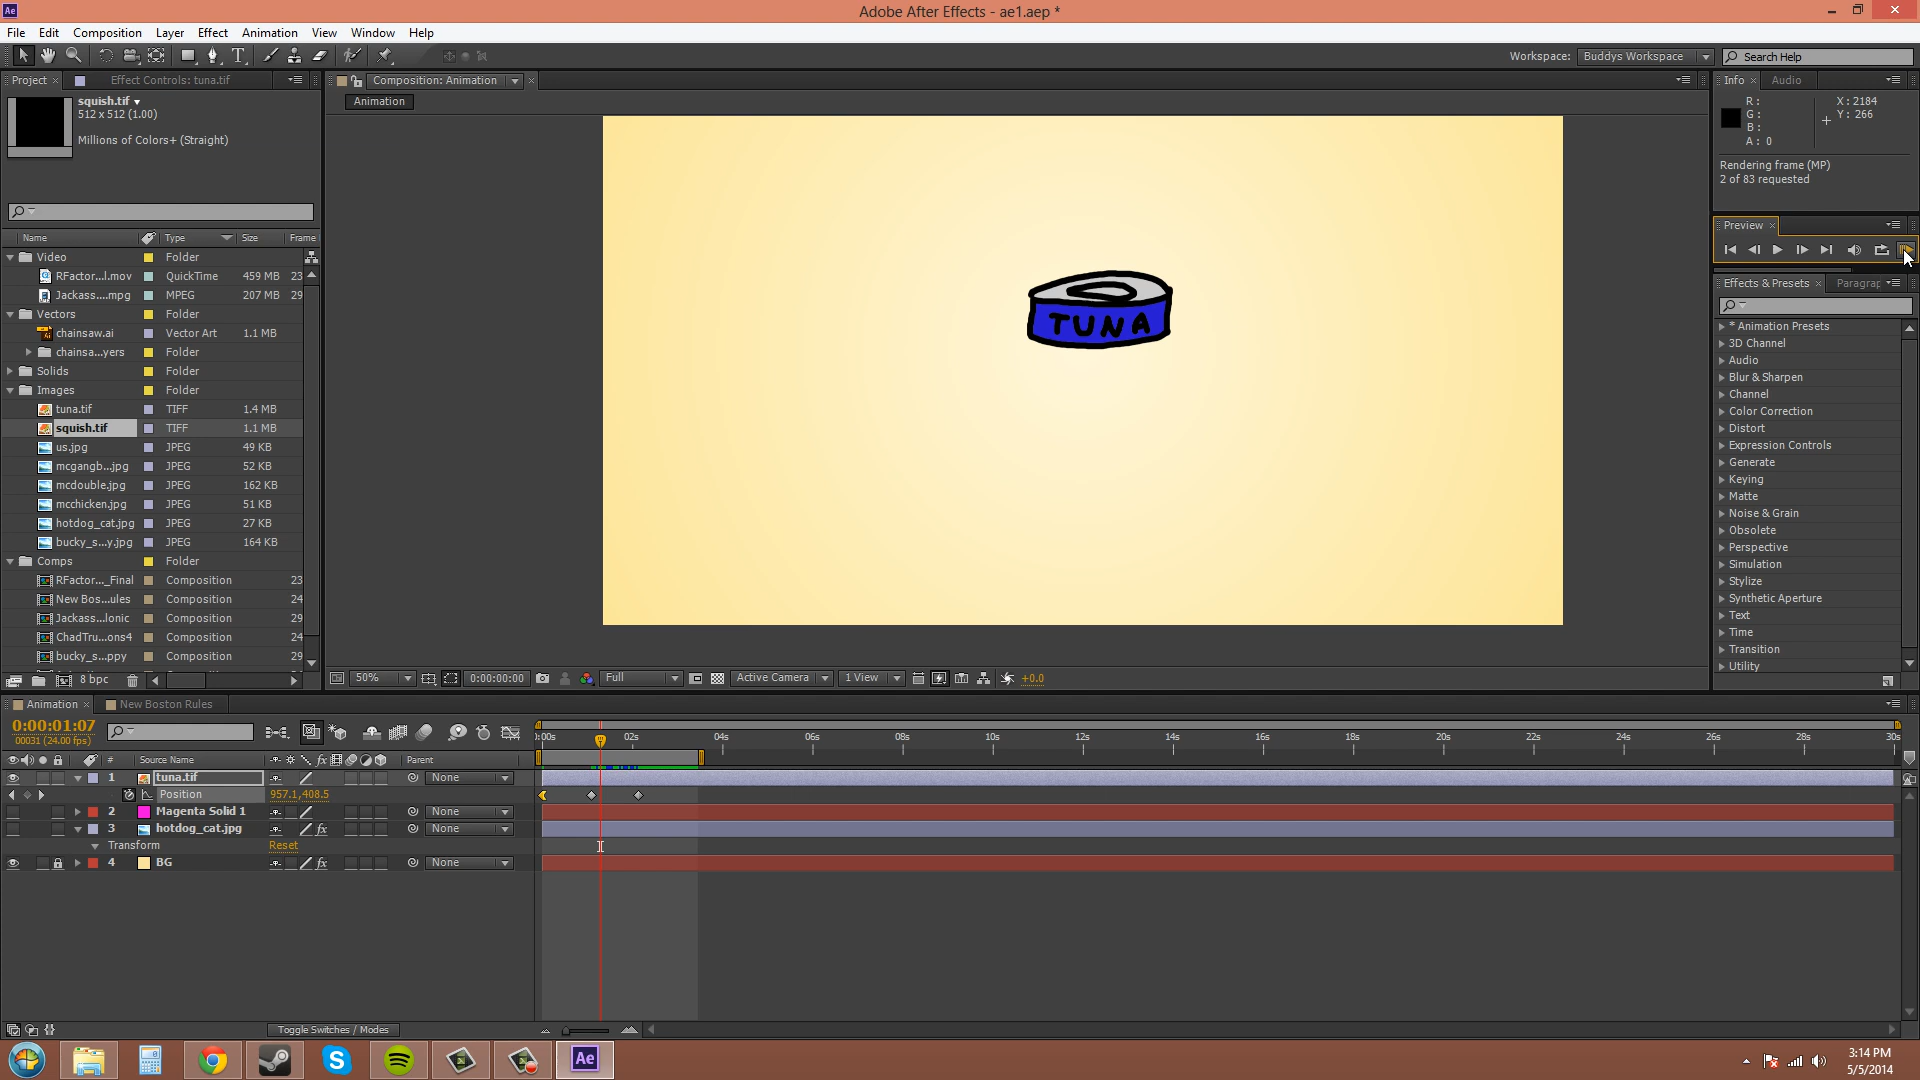 Adobe After Effects - ae1.aep *
File Edit Composition Layer Effect Animation View Window Help
Workspace: Buddys Workspace Search Help
Project × Effect Controls: tuna.tif
Composition: Animation ×
Info × Audio
squish.tif
512 x 512 (1.00)
Millions of Colors+ (Straight)
Animation
R:
G:
B:
A: 0
X: 2184
Y: 266
Rendering frame (MP)
2 of 83 requested
Preview ×
Effects & Presets × Paragrap
* Animation Presets
3D Channel
Audio
Blur & Sharpen
Channel
Color Correction
Distort
Expression Controls
Generate
Keying
Matte
Noise & Grain
Obsolete
Perspective
Simulation
Stylize
Synthetic Aperture
Text
Time
Transition
Utility
Name Type Size Frame
Video Folder
RFactor...l.mov QuickTime 459 MB 23
Jackass....mpg MPEG 207 MB 29
Vectors Folder
chainsaw.ai Vector Art 1.1 MB
chainsa...yers Folder
Solids Folder
Images Folder
tuna.tif TIFF 1.4 MB
squish.tif TIFF 1.1 MB
us.jpg JPEG 49 KB
mcgangb...jpg JPEG 52 KB
mcdouble.jpg JPEG 162 KB
mcchicken.jpg JPEG 51 KB
hotdog_cat.jpg JPEG 27 KB
bucky_s...y.jpg JPEG 164 KB
Comps Folder
RFactor..._Final Composition 23
New Bos...ules Composition 24
Jackass...lonic Composition 29
ChadTru...ons4 Composition 24
bucky_s...ppy Composition 29
8 bpc
TUNA
50% 0:00:00:00 Full Active Camera 1 View +0.0
Animation × New Boston Rules
0:00:01:07
00031 (24.00 fps)
# Source Name fx Parent
):00s 02s 04s 06s 08s 10s 12s 14s 16s 18s 20s 22s 24s 26s 28s 30s
1 tuna.tif None
Position 957.1,408.5
2 Magenta Solid 1 None
3 hotdog_cat.jpg fx None
Transform Reset
4 BG fx None
Toggle Switches / Modes
Ae
3:14 PM
5/5/2014